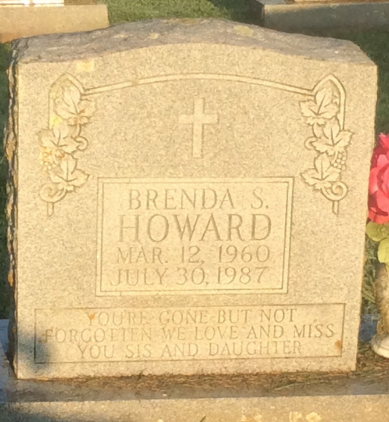 BRENDA S.
HOWARD
MAR. 12, 1960
JULY 30, 1987
YOU'RE GONE BUT NOT
FORGOTTEN WE LOVE AND MISS
YOU SIS AND DAUGHTER